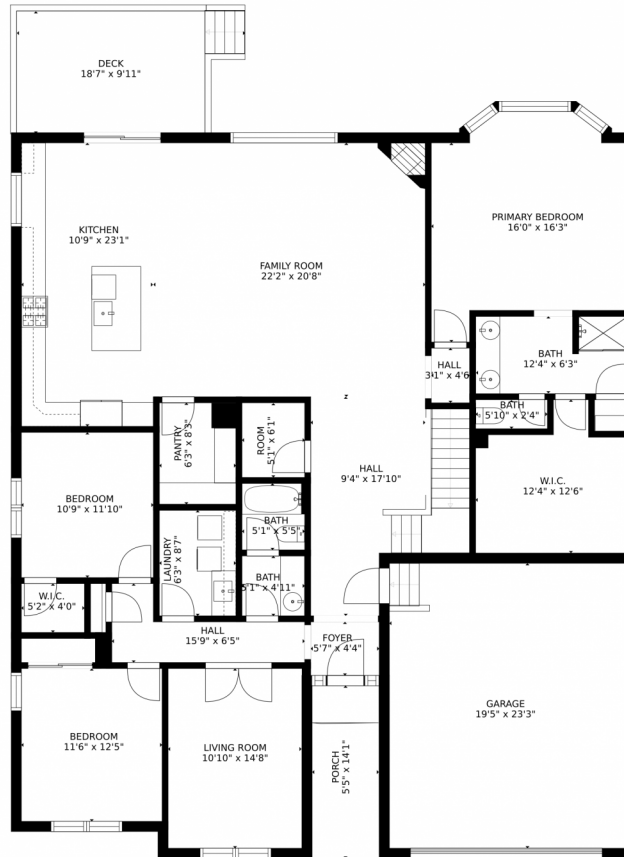 DECK
18'7" x 9'11"
PRIMARY BEDROOM
16'0" x 16'3"
KITCHEN
10'9" x 23'1"
FAMILY ROOM
22'2" x 20'8"
BATH
12'4" x 6'3"
HALL
3'1" x 4'6
BATH
5'10" x 2'4"
PANTRY
6'3" x 8'3"
ROOM
5'1" x 6'1"
HALL
9'4" x 17'10"
W.I.C.
12'4" x 12'6"
BEDROOM
10'9" x 11'10"
BATH
5'1" x 5'5"
LAUNDRY
6'3" x 8'7"
BATH
5'1" x 4'11"
W.I.C.
5'2" x 4'0"
HALL
15'9" x 6'5"
FOYER
5'7" x 4'4"
GARAGE
19'5" x 23'3"
BEDROOM
11'6" x 12'5"
LIVING ROOM
10'10" x 14'8"
PORCH
5'5" x 14'1"